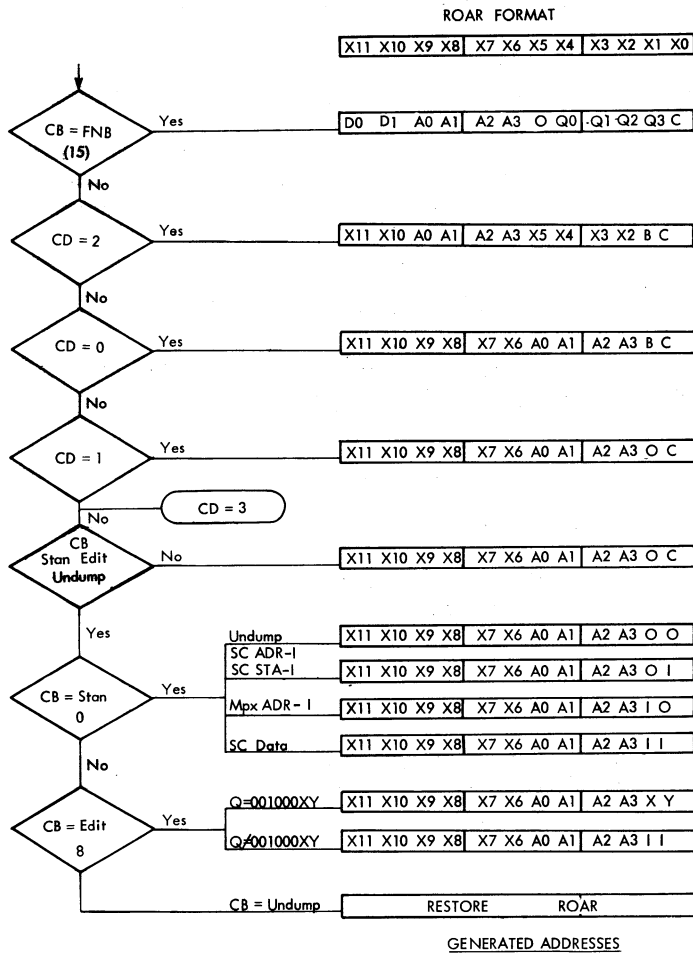 ROAR FORMAT
X11 X10 X9 X8 X7 X6 X5 X4 X3 X2 X1 X0
CB = FNB
(15)
Yes
D0 D1 A0 A1 A2 A3 O Q0 Q1 Q2 Q3 C
No
CD = 2
Yes
X11 X10 A0 A1 A2 A3 X5 X4 X3 X2 B C
No
CD = 0
Yes
X11 X10 X9 X8 X7 X6 A0 A1 A2 A3 B C
No
CD = 1
Yes
X11 X10 X9 X8 X7 X6 A0 A1 A2 A3 O C
CD = 3
No
CB
Stan Edit
Undump
No
X11 X10 X9 X8 X7 X6 A0 A1 A2 A3 O C
Yes
Undump
X11 X10 X9 X8 X7 X6 A0 A1 A2 A3 O O
SC ADR-I
SC STA-I
X11 X10 X9 X8 X7 X6 A0 A1 A2 A3 O I
CB = Stan
0
Yes
Mpx ADR - I
X11 X10 X9 X8 X7 X6 A0 A1 A2 A3 I O
SC Data
X11 X10 X9 X8 X7 X6 A0 A1 A2 A3 I I
No
CB = Edit
8
Yes
Q=001000XY
X11 X10 X9 X8 X7 X6 A0 A1 A2 A3 X Y
Q≠001000XY
X11 X10 X9 X8 X7 X6 A0 A1 A2 A3 I I
CB = Undump
RESTORE ROAR
GENERATED ADDRESSES